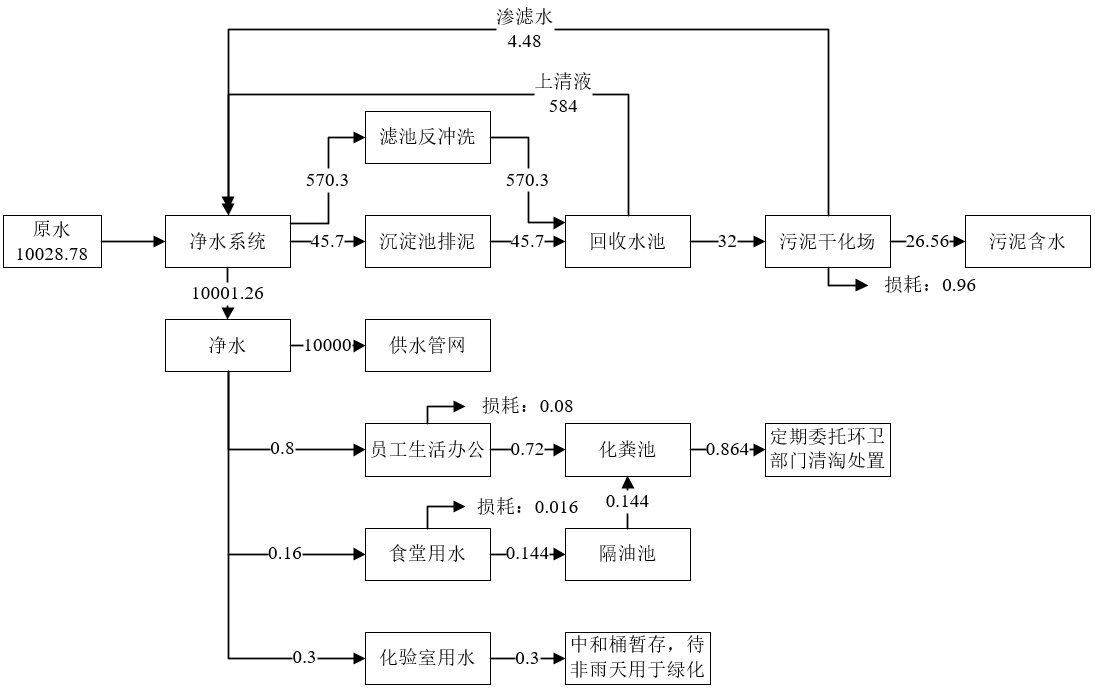 渗滤水
4.48
上清液
584
滤池反冲洗
570.3
570.3
原水
10028.78
净水系统
45.7
沉淀池排泥
45.7
回收水池
32
污泥干化场
26.56
污泥含水
损耗：0.96
10001.26
净水
10000
供水管网
损耗：0.08
0.8
员工生活办公
0.72
化粪池
0.864
定期委托环卫
部门清淘处置
损耗：0.016
0.144
0.16
食堂用水
0.144
隔油池
0.3
化验室用水
0.3
中和桶暂存，待
非雨天用于绿化